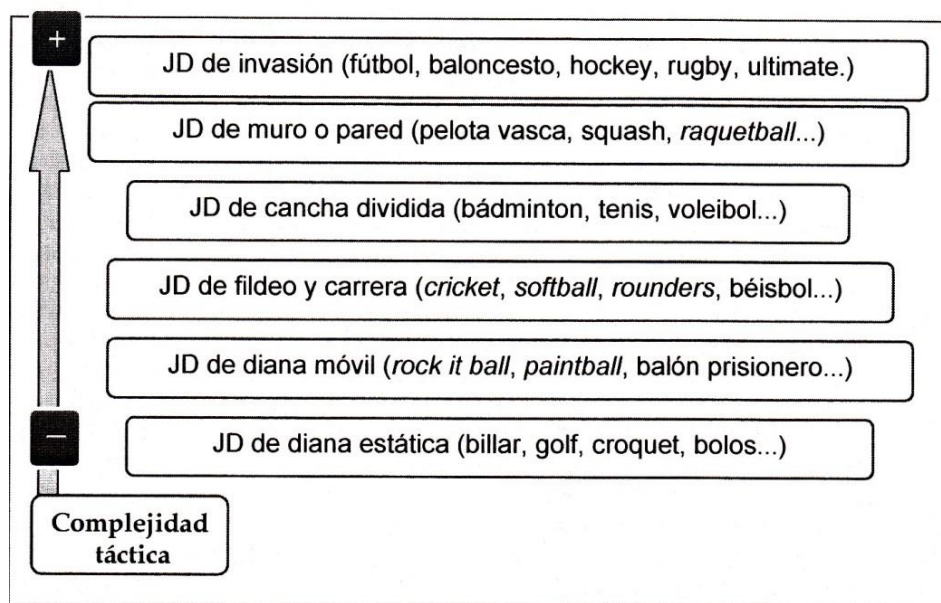 +
JD de invasión (fútbol, baloncesto, hockey, rugby, ultimate.)
JD de muro o pared (pelota vasca, squash, raquetball...)
JD de cancha dividida (bádminton, tenis, voleibol...)
JD de fildeo y carrera (cricket, softball, rounders, béisbol...)
JD de diana móvil (rock it ball, paintball, balón prisionero...)
−
JD de diana estática (billar, golf, croquet, bolos...)
Complejidad
táctica